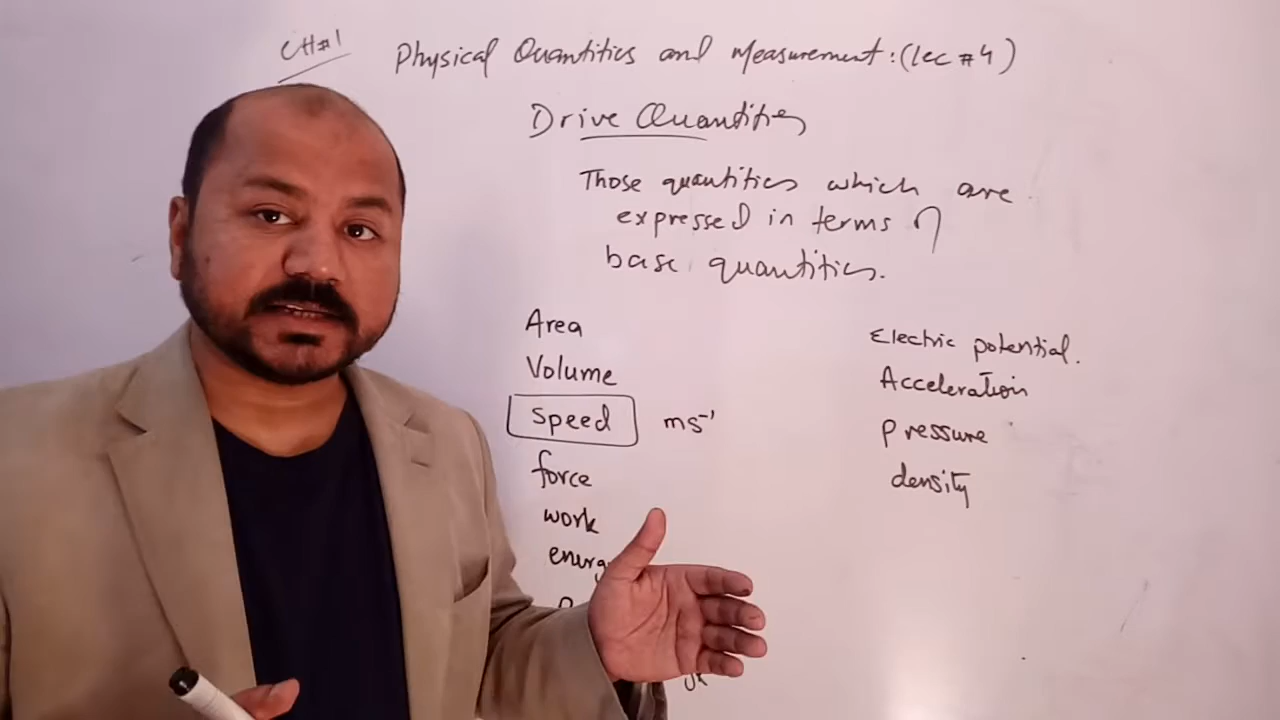 CH#1
Physical Quantities and Measurement:(lec #4)
Drive Quantities
Those quantities which are
expressed in terms of
base quantities.
Area
Volume
Speed ms⁻¹
force
work
Electric potential.
Acceleration
pressure
density